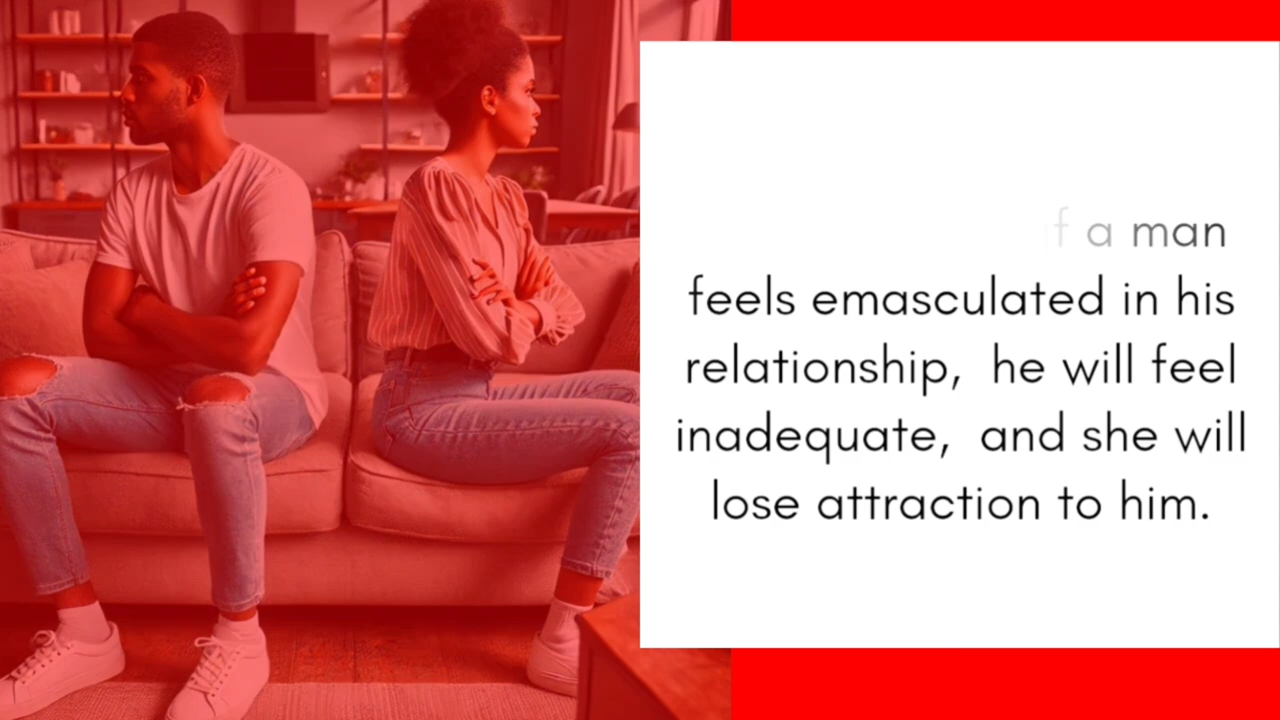 f a man
feels emasculated in his
relationship, he will feel
inadequate, and she will
lose attraction to him.